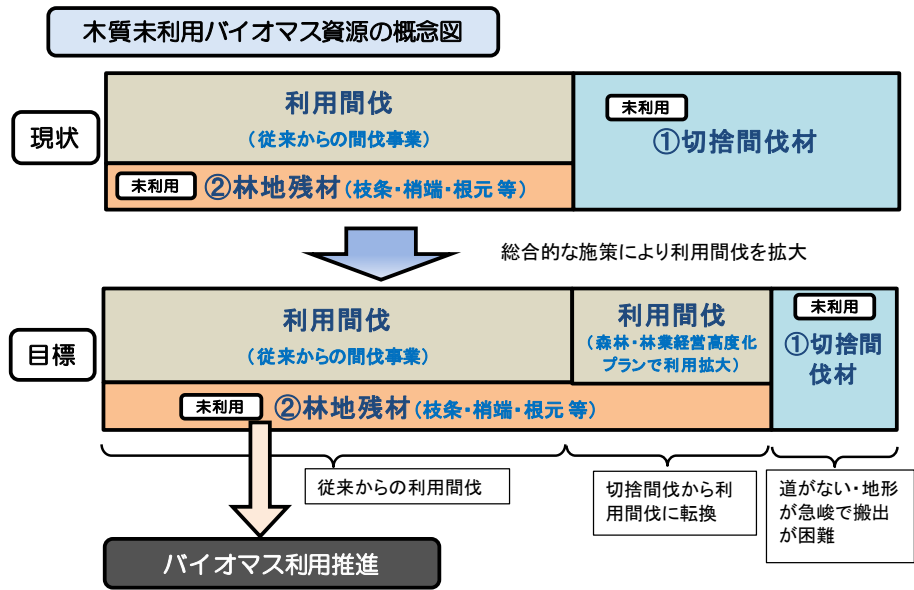 木質未利用バイオマス資源の概念図
現状
利用間伐
(従来からの間伐事業)
未利用
①切捨間伐材
未利用 ②林地残材(枝条・梢端・根元等)
総合的な施策により利用間伐を拡大
目標
利用間伐
(従来からの間伐事業)
利用間伐
(森林・林業経営高度化
プランで利用拡大)
未利用
①切捨間
伐材
未利用 ②林地残材(枝条・梢端・根元等)
従来からの利用間伐
切捨間伐から利
用間伐に転換
道がない・地形
が急峻で搬出
が困難
バイオマス利用推進